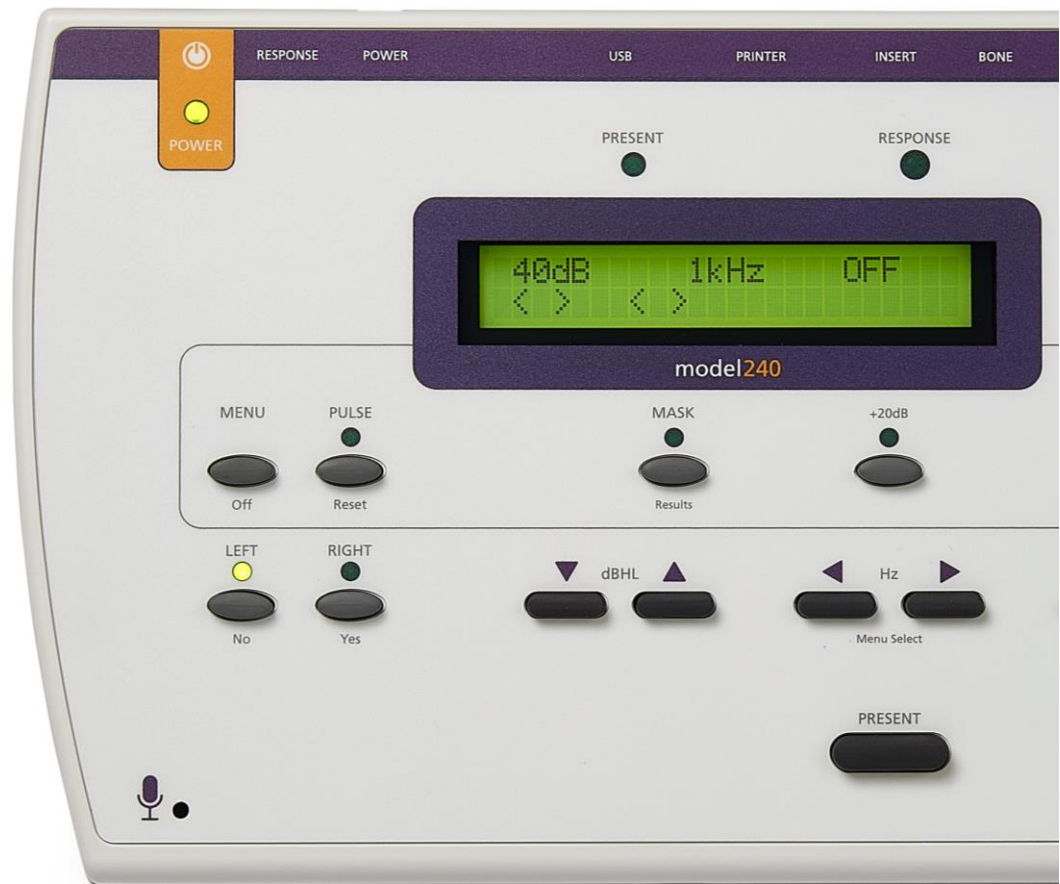 RESPONSE POWER USB PRINTER INSERT BONE
POWER
PRESENT RESPONSE
40dB 1kHz OFF
< > < >
model240
MENU PULSE MASK +20dB
Off Reset Results
LEFT RIGHT dBHL Hz
No Yes Menu Select
PRESENT